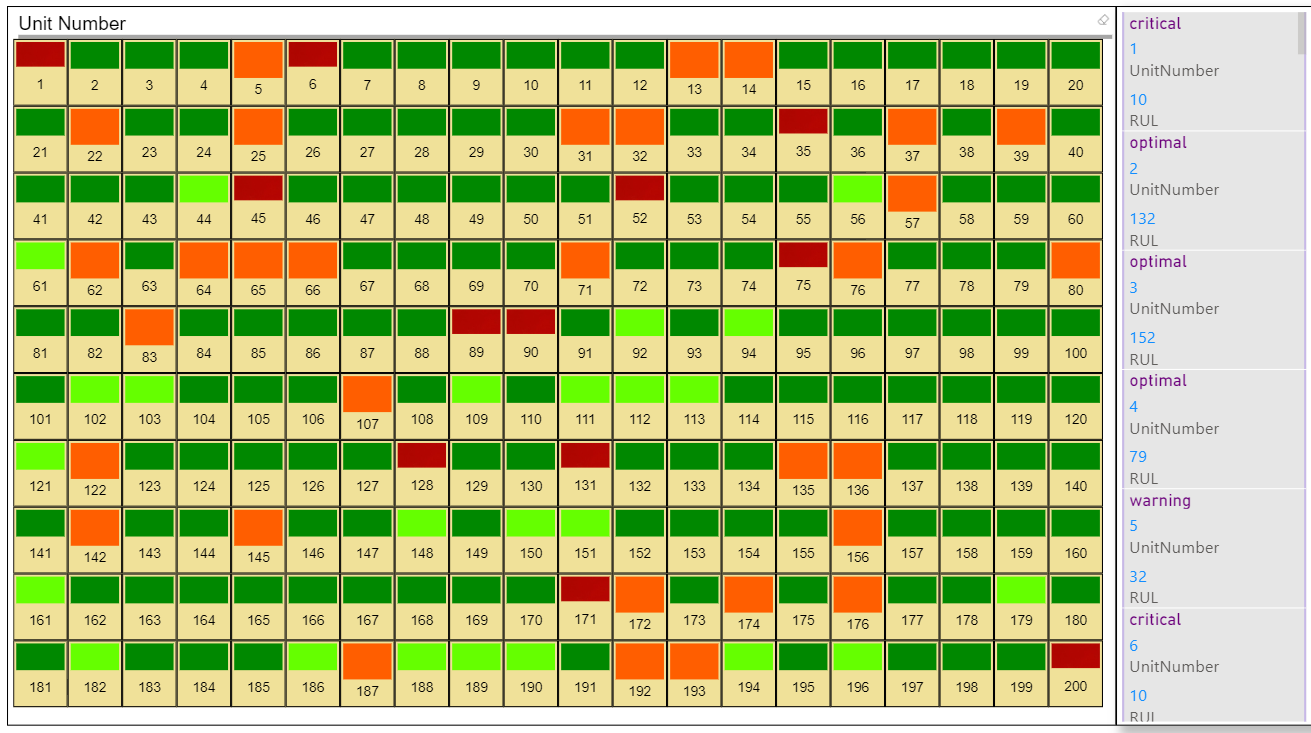 Unit Number
1 2 3 4 5 6 7 8 9 10 11 12 13 14 15 16 17 18 19 20
21 22 23 24 25 26 27 28 29 30 31 32 33 34 35 36 37 38 39 40
41 42 43 44 45 46 47 48 49 50 51 52 53 54 55 56 57 58 59 60
61 62 63 64 65 66 67 68 69 70 71 72 73 74 75 76 77 78 79 80
81 82 83 84 85 86 87 88 89 90 91 92 93 94 95 96 97 98 99 100
101 102 103 104 105 106 107 108 109 110 111 112 113 114 115 116 117 118 119 120
121 122 123 124 125 126 127 128 129 130 131 132 133 134 135 136 137 138 139 140
141 142 143 144 145 146 147 148 149 150 151 152 153 154 155 156 157 158 159 160
161 162 163 164 165 166 167 168 169 170 171 172 173 174 175 176 177 178 179 180
181 182 183 184 185 186 187 188 189 190 191 192 193 194 195 196 197 198 199 200
critical
1
UnitNumber
10
RUL
optimal
2
UnitNumber
132
RUL
optimal
3
UnitNumber
152
RUL
optimal
4
UnitNumber
79
RUL
warning
5
UnitNumber
32
RUL
critical
6
UnitNumber
10
RUL